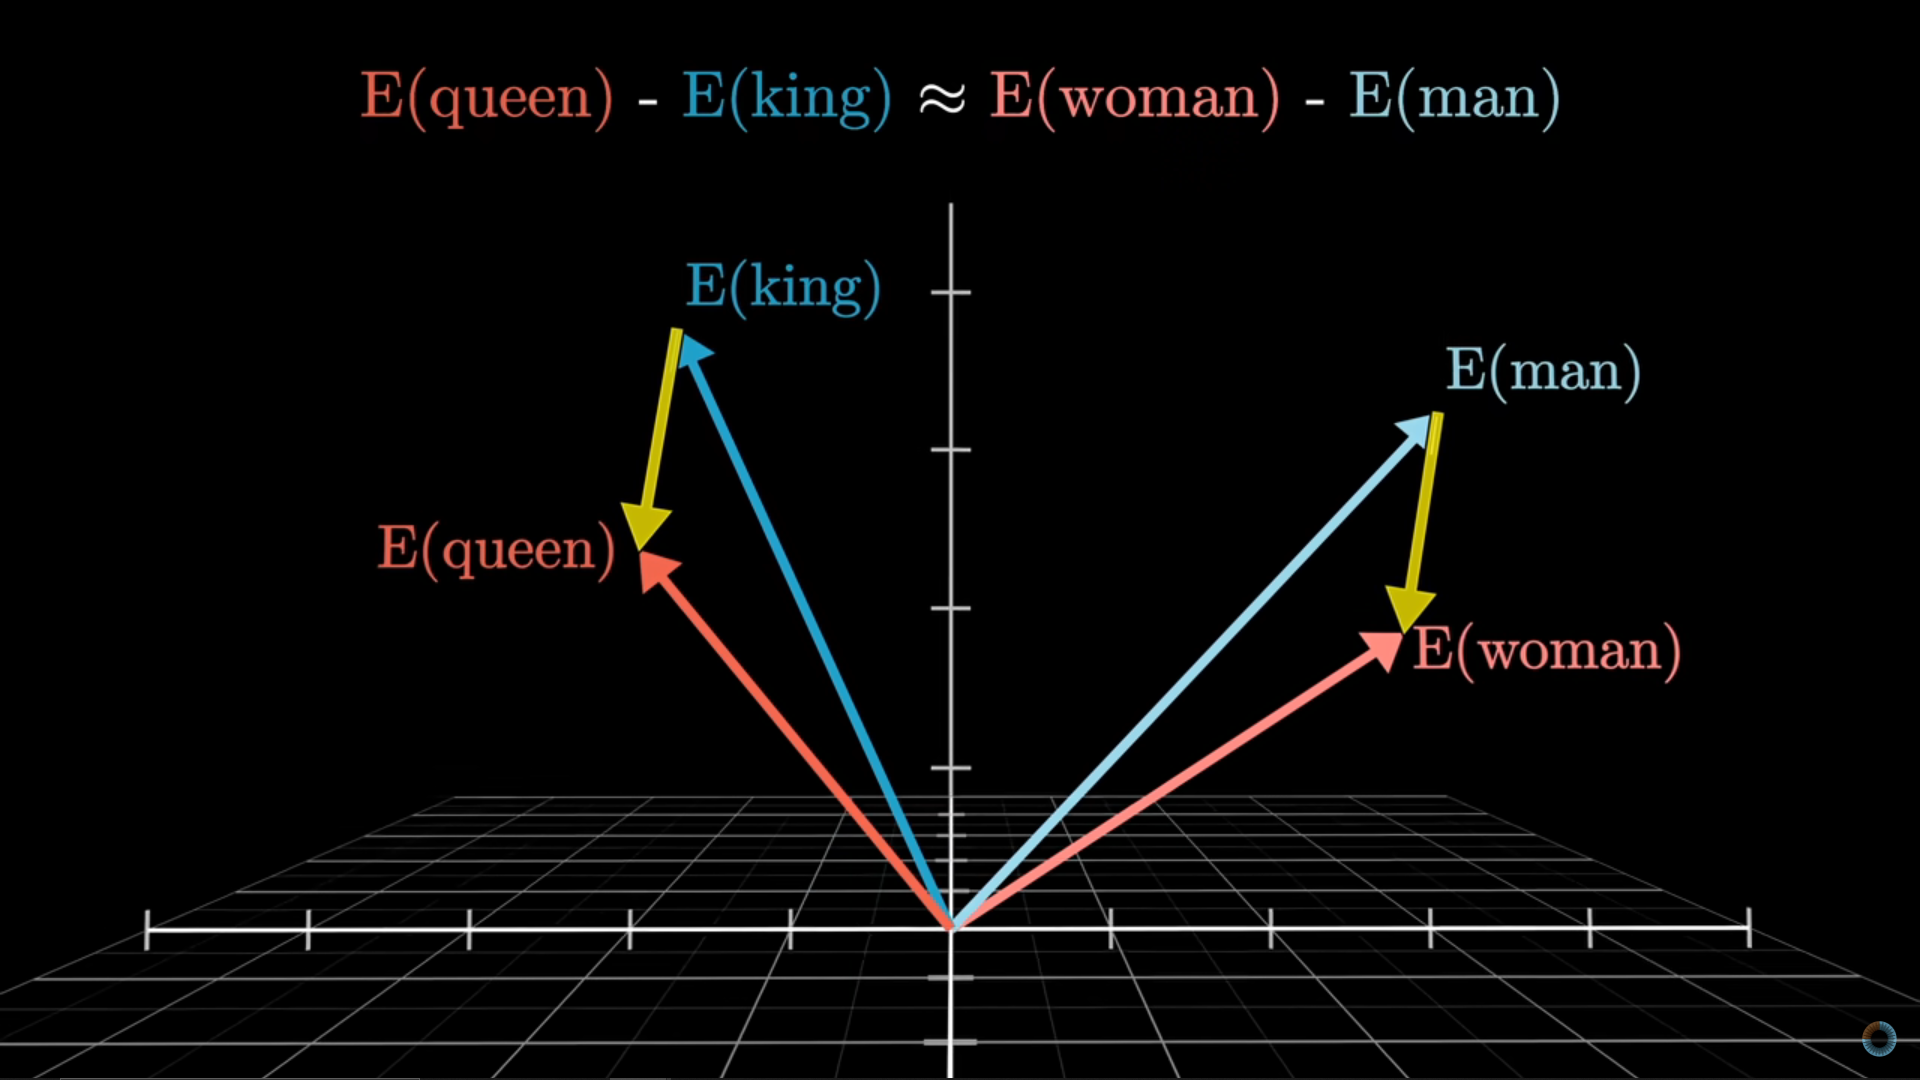 E(queen) - E(king) ≈ E(woman) - E(man)
E(king)
E(man)
E(queen)
E(woman)